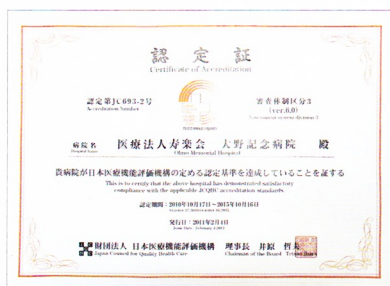 認定証
Certificate of Accreditation
認定第JC693-2号
審査体制区分3
(ver.6.0)
病院名 医療法人寿楽会 大野記念病院 殿
Ohno Memorial Hospital
貴病院が日本医療機能評価機構の定める認定基準を達成していることを証する
This is to certify that the above hospital has demonstrated satisfactory
compliance with the applicable JCQHC accreditation standards
認定期間：2010年10月17日～2015年10月16日
発行日：2011年2月4日
財団法人 日本医療機能評価機構 理事長 井原 哲夫
Japan Council for Quality Health Care Chairman of the Board